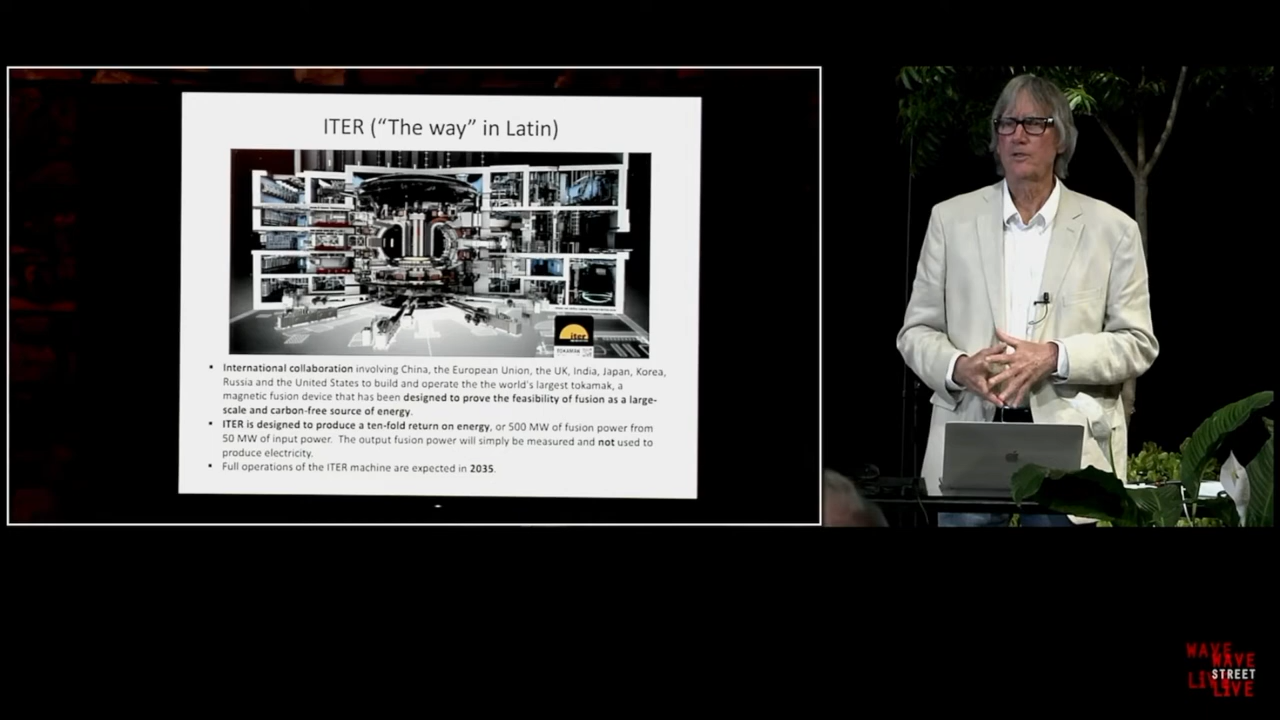 ITER (“The way” in Latin)
iter
▪ International collaboration involving China, the European Union, the UK, India, Japan, Korea,
Russia and the United States to build and operate the the world's largest tokamak, a
magnetic fusion device that has been designed to prove the feasibility of fusion as a large-
scale and carbon-free source of energy.
▪ ITER is designed to produce a ten-fold return on energy, or 500 MW of fusion power from
50 MW of input power. The output fusion power will simply be measured and not used to
produce electricity.
▪ Full operations of the ITER machine are expected in 2035.
WAVE
WAVE
STREET
LIVE
LIVE